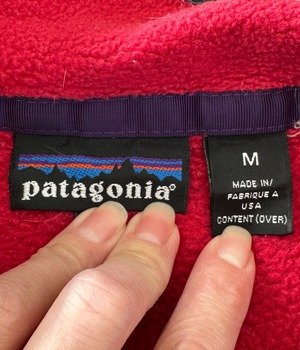 patagonia®
M
MADE IN/
FABRIQUE A
USA
CONTENT (OVER)